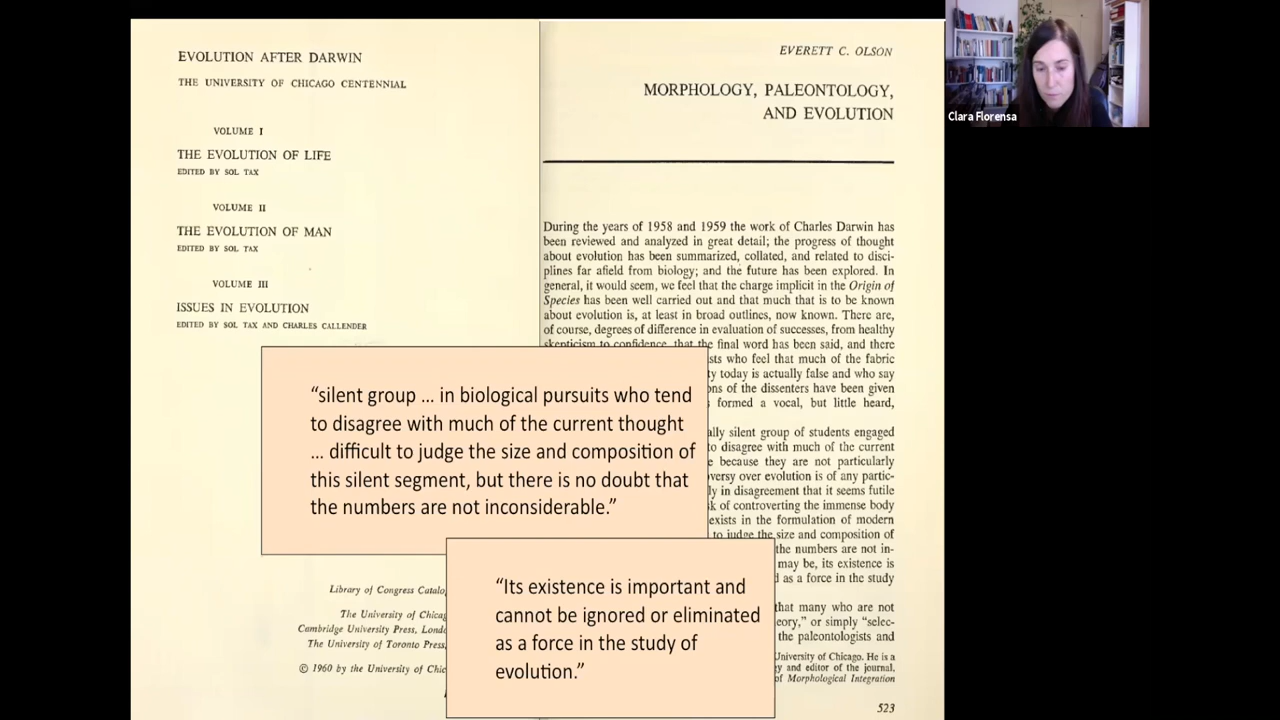 EVOLUTION AFTER DARWIN
THE UNIVERSITY OF CHICAGO CENTENNIAL
VOLUME I
THE EVOLUTION OF LIFE
EDITED BY SOL TAX
VOLUME II
THE EVOLUTION OF MAN
EDITED BY SOL TAX
VOLUME III
ISSUES IN EVOLUTION
EDITED BY SOL TAX AND CHARLES CALLENDER
Library of Congress
The University of
Cambridge University Press,
The University of Toronto Press,
© 1960 by the University of
EVERETT C. OLSON
MORPHOLOGY, PALEONTOLOGY,
AND EVOLUTION
During the years of 1958 and 1959 the work of Charles Darwin has
been reviewed and analyzed in great detail; the progress of thought
about evolution has been summarized, collated, and related to disci-
plines far afield from biology; and the future has been explored. In
general, it would seem, we feel that the charge implicit in the Origin of
Species has been well carried out and that much that is to be known
about evolution is, at least in broad outlines, now known. There are,
of course, degrees of difference in evaluation of successes, from healthy
skepticism to confidence, that the final word has been said, and there
who feel that much of the fabric
today is actually false and who say
of the dissenters have been given
formed a vocal, but little heard,
silent group of students engaged
to disagree with much of the current
because they are not particularly
over evolution is of any partic-
in disagreement that it seems futile
of controverting the immense body
exists in the formulation of modern
to judge the size and composition of
the numbers are not in-
may be, its existence is
as a force in the study
that many who are not
or simply “selec-
the paleontologists and
University of Chicago. He is a
and editor of the journal,
of Morphological Integration
523
“silent group ... in biological pursuits who tend
to disagree with much of the current thought
... difficult to judge the size and composition of
this silent segment, but there is no doubt that
the numbers are not inconsiderable.”
“Its existence is important and
cannot be ignored or eliminated
as a force in the study of
evolution.”
Clara Florensa